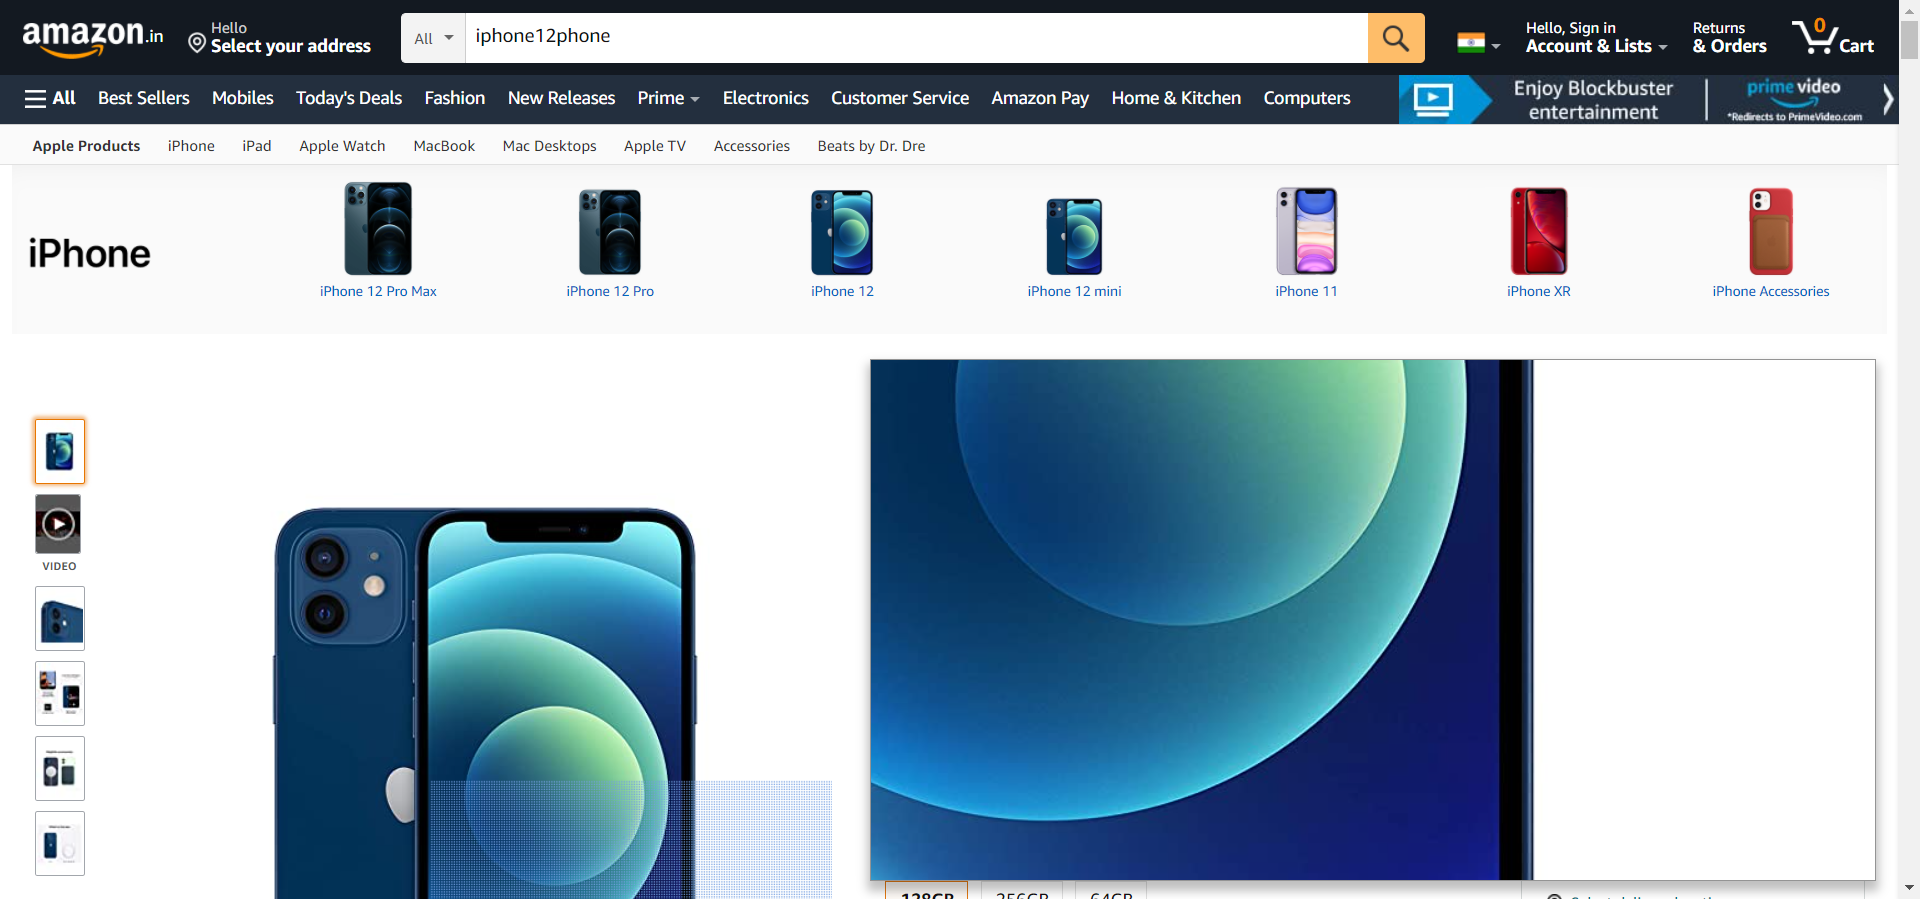 amazon.in
Hello
Select your address
All
iphone12phone
Hello, Sign in
Account & Lists
Returns
& Orders
0
Cart
All
Best Sellers
Mobiles
Today's Deals
Fashion
New Releases
Prime
Electronics
Customer Service
Amazon Pay
Home & Kitchen
Computers
Enjoy Blockbuster
entertainment
prime video
*Redirects to PrimeVideo.com
Apple Products
iPhone
iPad
Apple Watch
MacBook
Mac Desktops
Apple TV
Accessories
Beats by Dr. Dre
iPhone
iPhone 12 Pro Max
iPhone 12 Pro
iPhone 12
iPhone 12 mini
iPhone 11
iPhone XR
iPhone Accessories
VIDEO
128GB
256GB
64GB